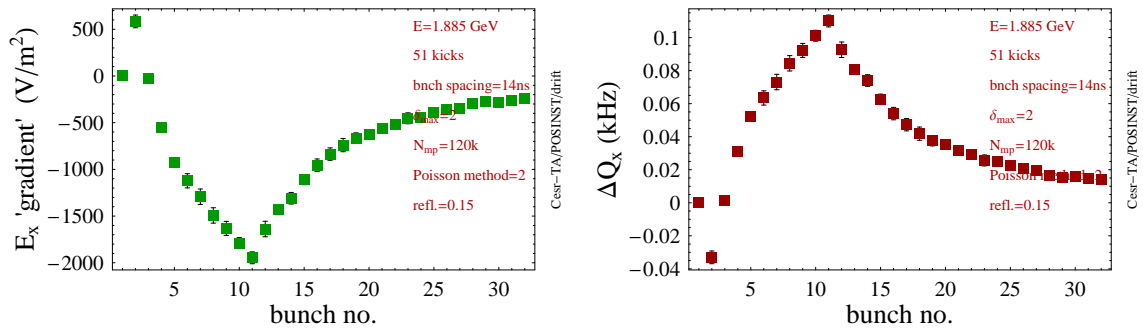 E_x 'gradient' (V/m²)
500
0
−500
−1000
−1500
−2000
E=1.885 GeV
51 kicks
bnch spacing=14ns
δ_max=2
N_mp=120k
Poisson method=2
refl.=0.15
Cesr−TA/POSINST/drift
5 10 15 20 25 30
bunch no.
ΔQ_x (kHz)
0.1
0.08
0.06
0.04
0.02
0
−0.02
−0.04
E=1.885 GeV
51 kicks
bnch spacing=14ns
δ_max=2
N_mp=120k
Poisson method=2
refl.=0.15
Cesr−TA/POSINST/drift
5 10 15 20 25 30
bunch no.